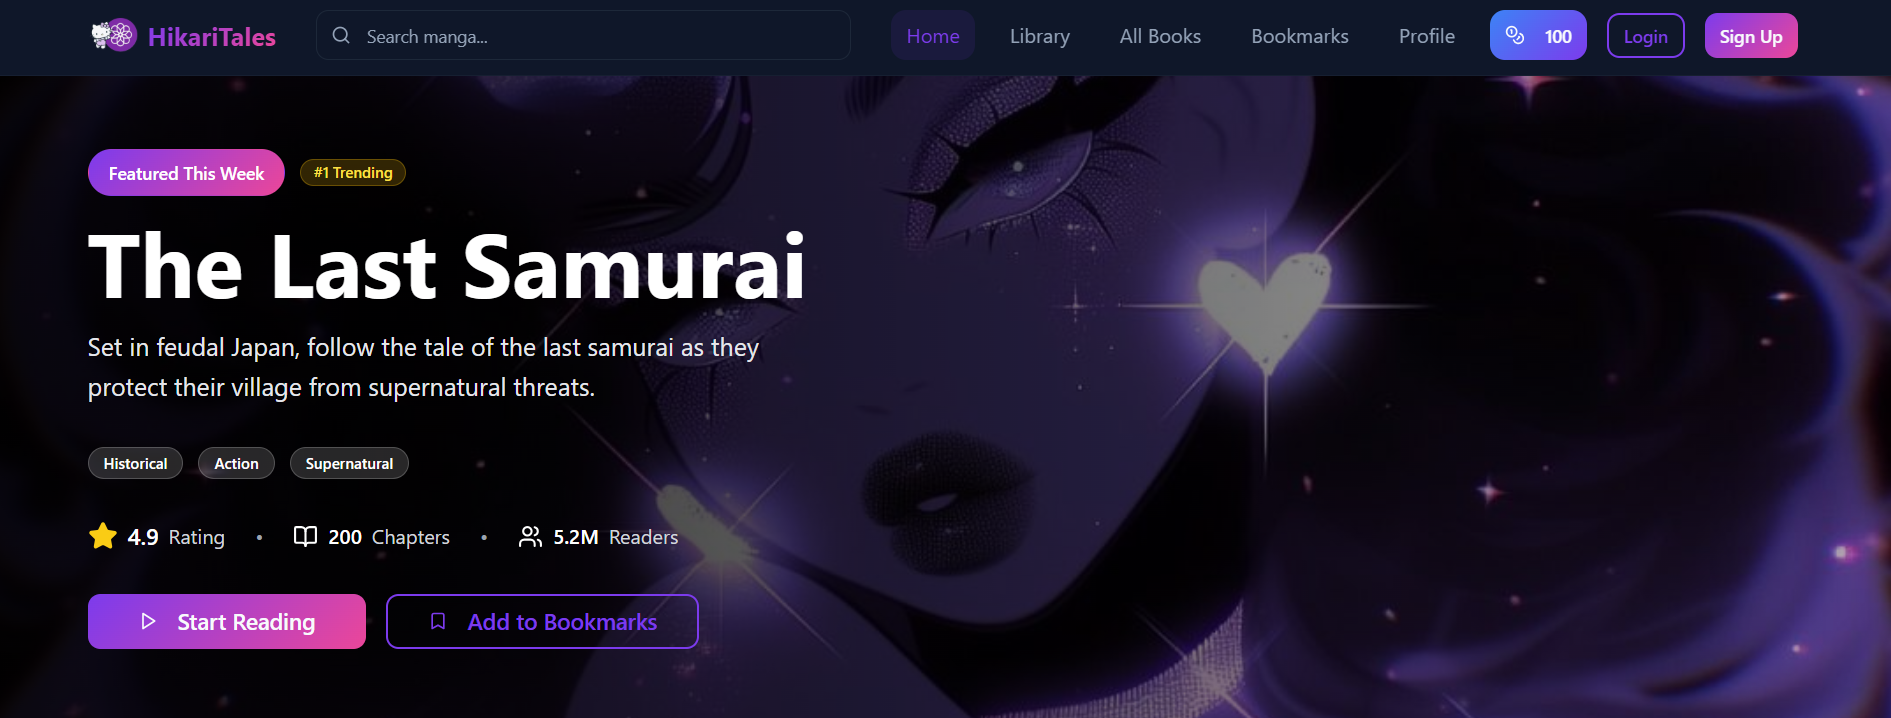 HikariTales
Search manga...
Home
Library
All Books
Bookmarks
Profile
100
Login
Sign Up
Featured This Week
#1 Trending
The Last Samurai
Set in feudal Japan, follow the tale of the last samurai as they
protect their village from supernatural threats.
Historical
Action
Supernatural
4.9 Rating • 200 Chapters • 5.2M Readers
Start Reading
Add to Bookmarks